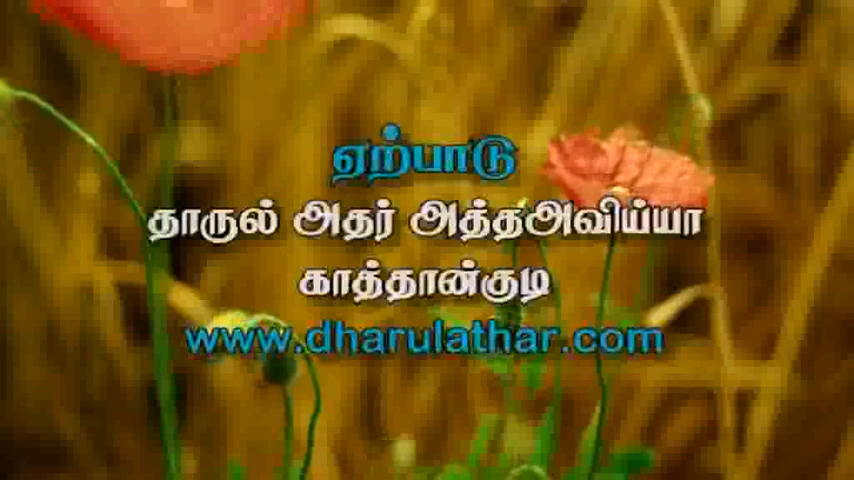 ஏற்பாடு
தாருல் அதர் அத்தஅவிய்யா
காத்தான்குடி
www.dharulathar.com